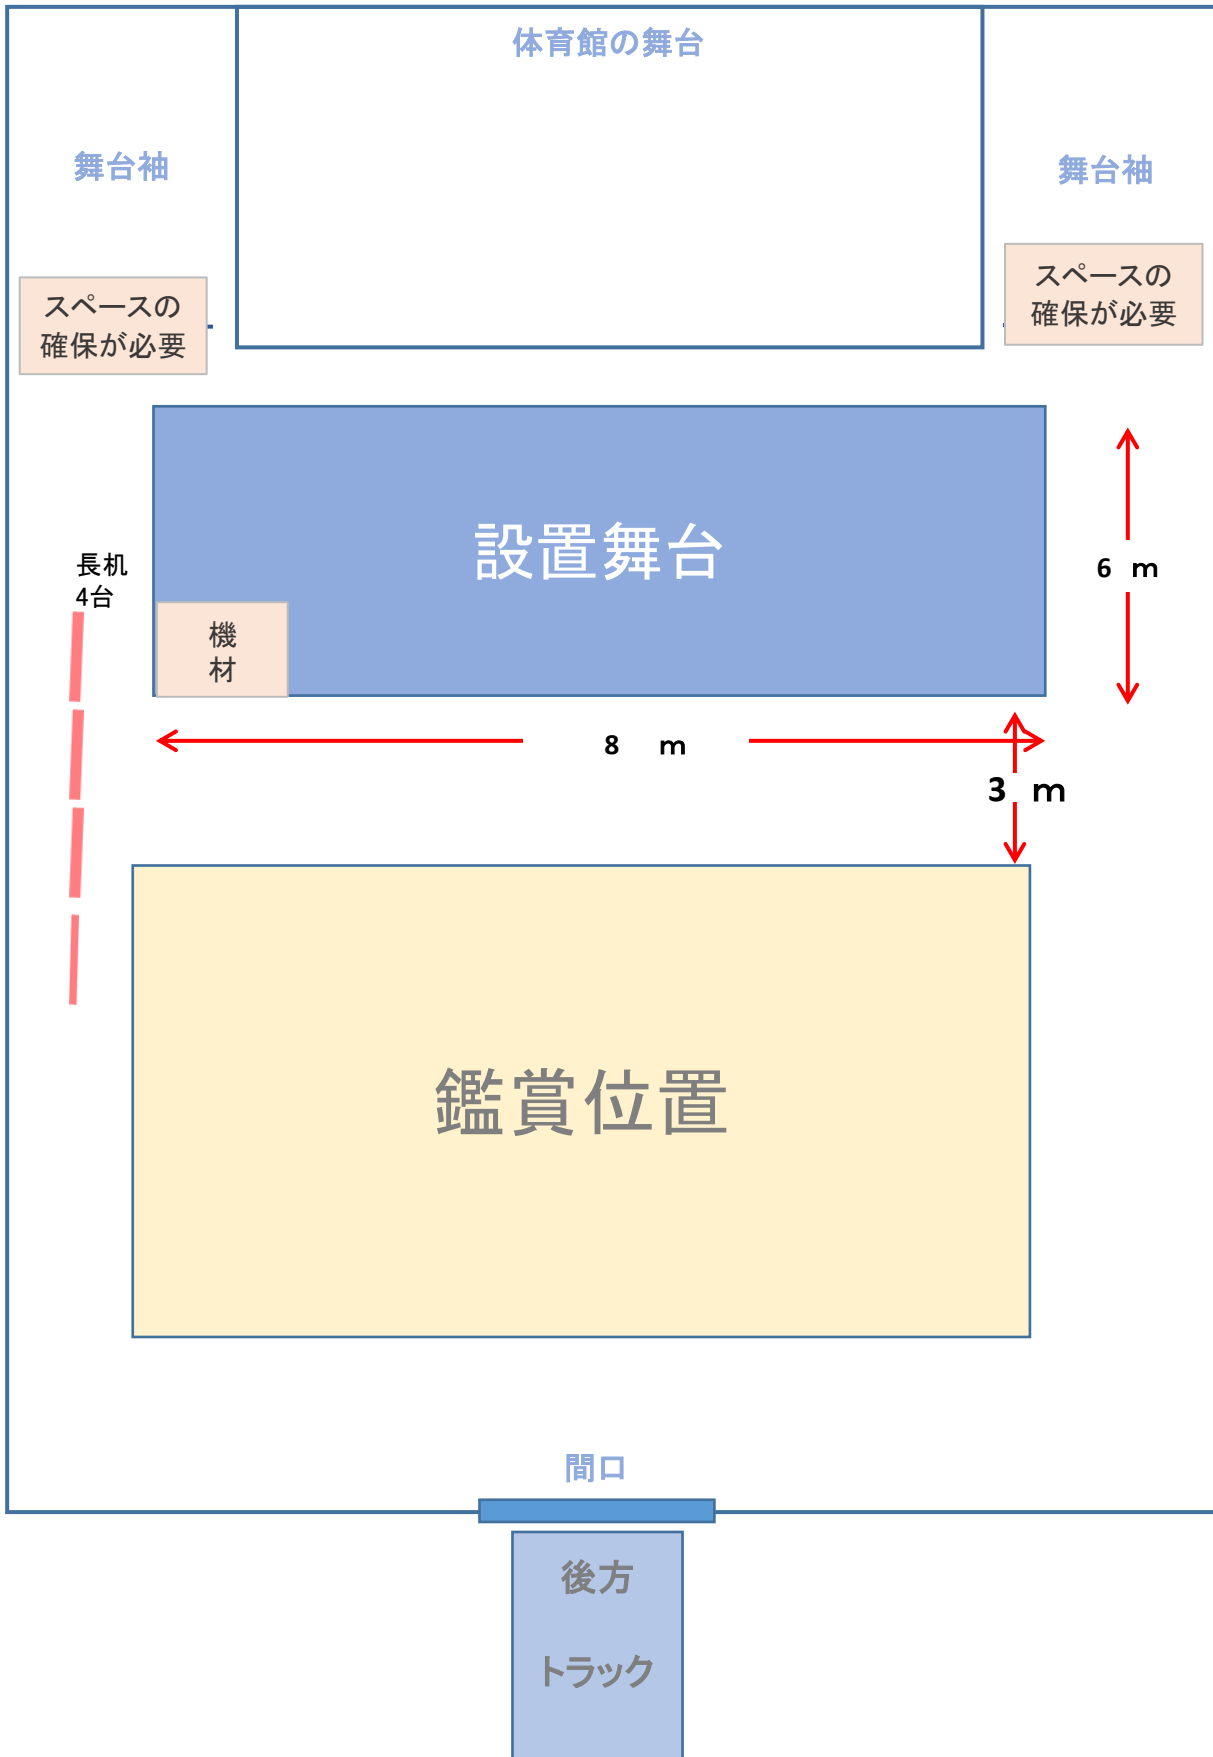 体育館の舞台
舞台袖
舞台袖
スペースの
確保が必要
スペースの
確保が必要
設置舞台
長机
4台
6 m
機
材
8 m
3 m
鑑賞位置
間口
後方
トラック